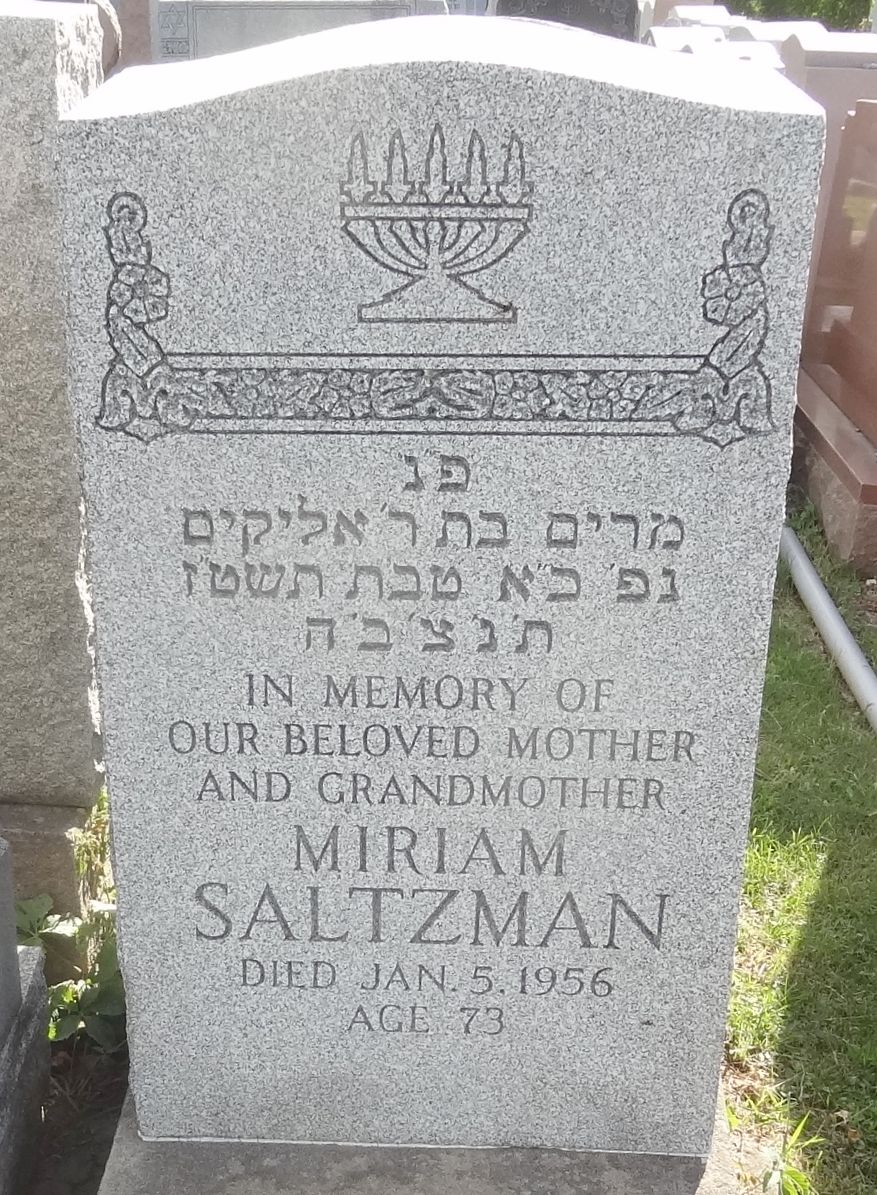 פ״נ
מרים בת ר׳ אליקים
נפ׳ כ״א טבת תשט״ז
ת׳נ׳צ׳ב׳ה
IN MEMORY OF
OUR BELOVED MOTHER
AND GRANDMOTHER
MIRIAM
SALTZMAN
DIED JAN. 5. 1956
AGE 73